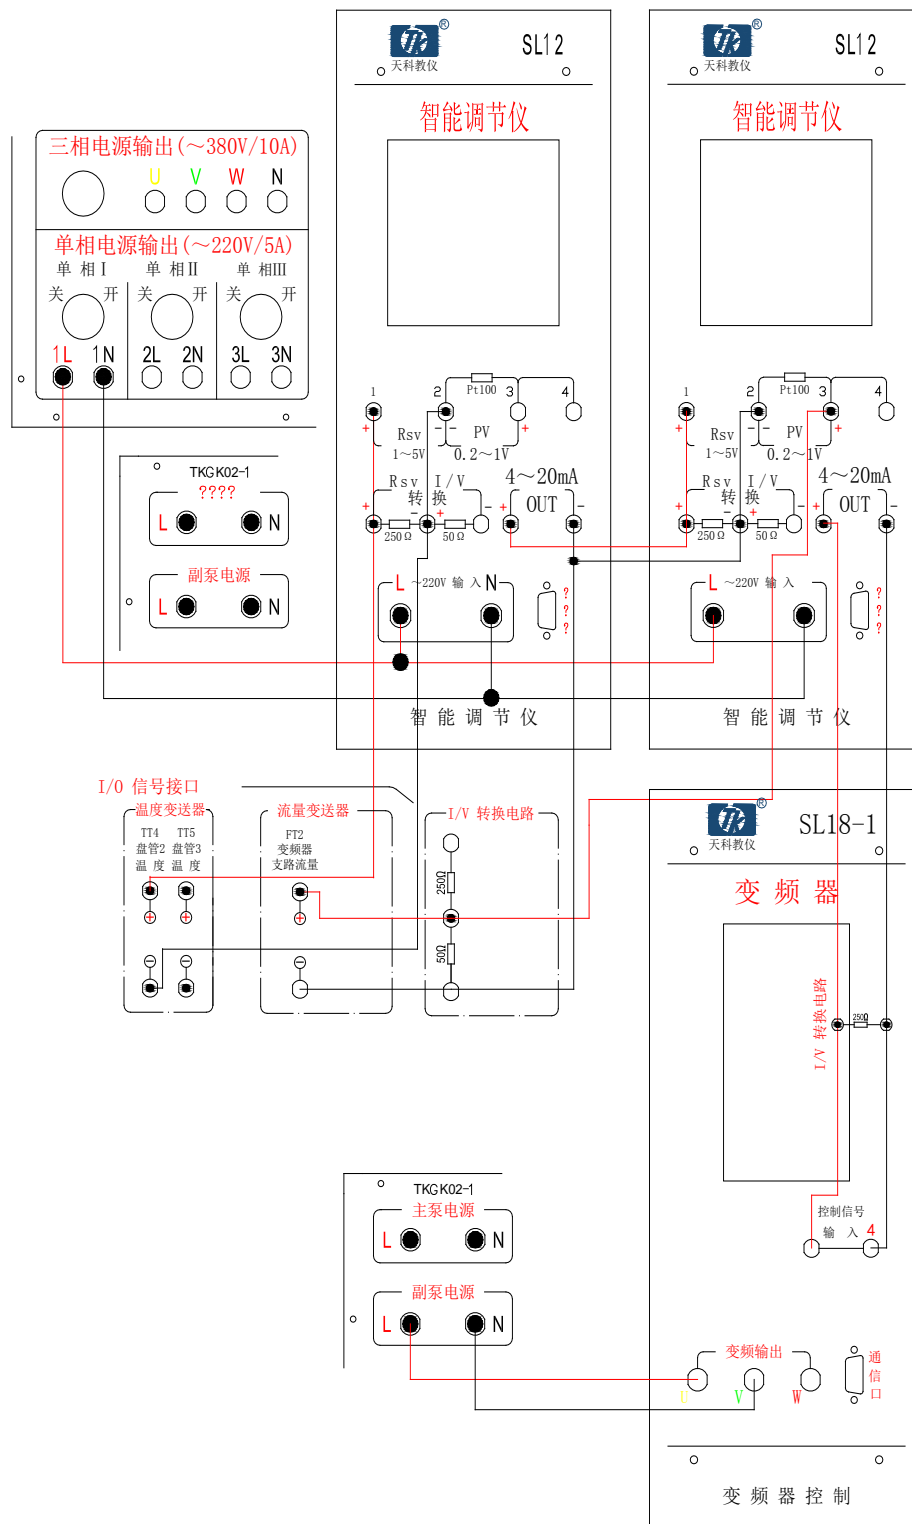 三相电源输出(～380V/10A)
U V W N
单相电源输出(～220V/5A)
单 相 I
单 相 II
单 相III
关 开
关 开
关 开
1L 1N 2L 2N 3L 3N
TKGK02-1
????
L N
副泵电源
L N
TK®
天科教仪
SL12
智能调节仪
Pt100
1 2 3 4
+ - - +
Rsv PV
1～5V 0.2～1V
Rsv I/V
转 换
4～20mA
OUT
+ - + - + -
250Ω 50Ω
L ～220V 输 入 N
???
智 能 调 节 仪
TK®
天科教仪
SL12
智能调节仪
Pt100
1 2 3 4
+ - - +
Rsv PV
1～5V 0.2～1V
Rsv I/V
转 换
4～20mA
OUT
+ - + - + -
250Ω 50Ω
L ～220V 输 入
???
智 能 调 节 仪
I/O 信号接口
温度变送器
TT4 TT5
盘管2 盘管3
温 度 温 度
+ +
- -
流量变送器
FT2
变频器
支路流量
+
-
I/V 转换电路
250Ω
50Ω
TK®
天科教仪
SL18-1
变 频 器
I/V 转换电路
250Ω
控制信号
输 入 4
变频输出
U V W
通信口
变 频 器 控 制
TKGK02-1
主泵电源
L N
副泵电源
L N